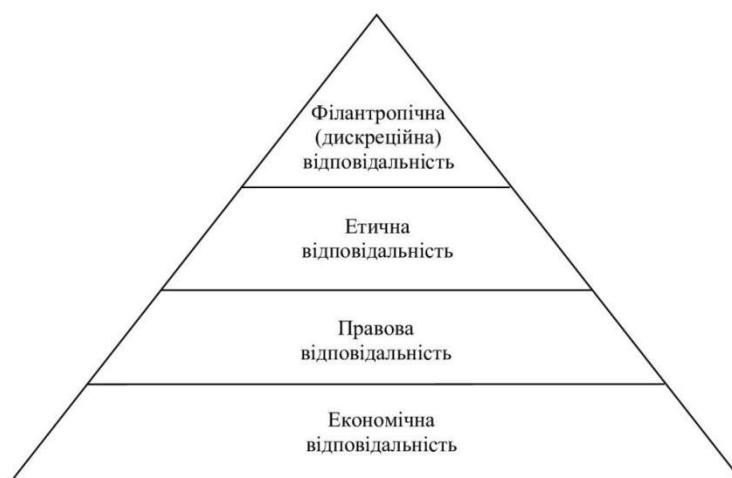 Філантропічна
(дискреційна)
відповідальність
Етична
відповідальність
Правова
відповідальність
Економічна
відповідальність